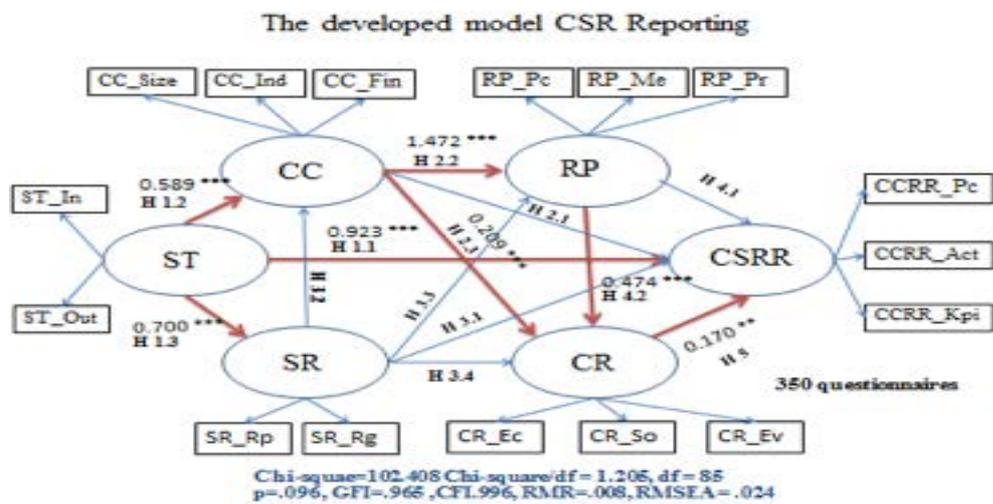 The developed model CSR Reporting
CC_Size
CC_Ind
CC_Fin
RP_Pc
RP_Me
RP_Pr
1.472 ***
H 2.2
CC
RP
H 4.1
CCRR_Pc
ST_In
0.589 ***
H 1.2
H 2.1
0.209 ***
H 2.3
0.923 ***
H 1.1
ST
CSRR
CCRR_Act
H 3.2
0.474 ***
H 4.2
ST_Out
0.700 ***
H 1.3
H 3.3
H 3.1
CCRR_Kpi
0.170 **
H 5
SR
H 3.4
CR
350 questionnaires
SR_Rp
SR_Rg
CR_Ec
CR_So
CR_Ev
Chi-squae=102.408 Chi-square/df = 1.205, df = 85
p=.096, GFI=.965 ,CFI.996, RMR=.008, RMSEA = .024